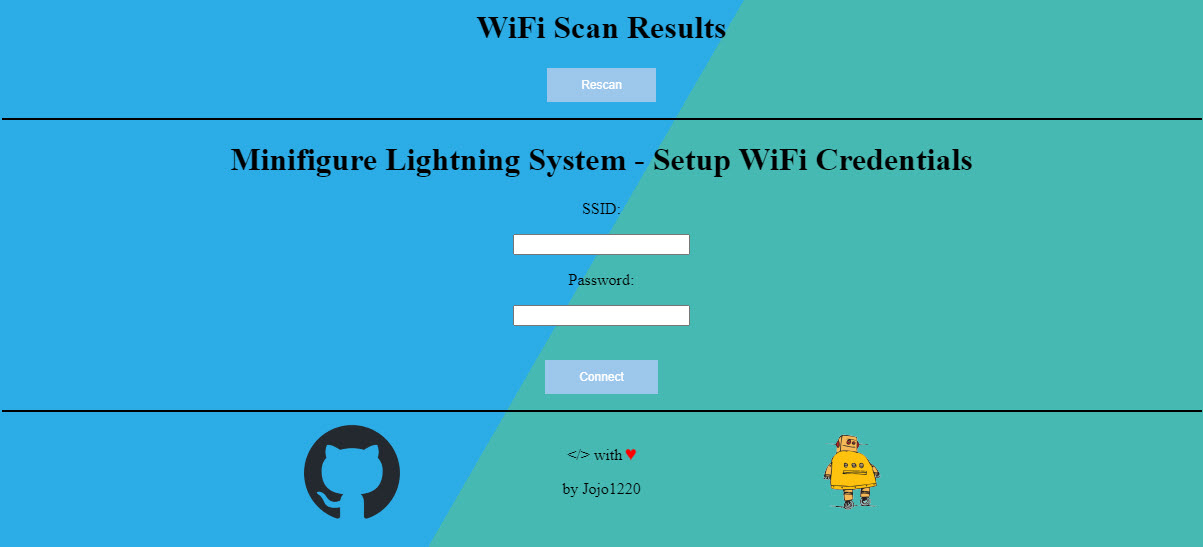 WiFi Scan Results
Rescan
Minifigure Lightning System - Setup WiFi Credentials
SSID:
Password:
Connect
</> with ♥
by Jojo1220